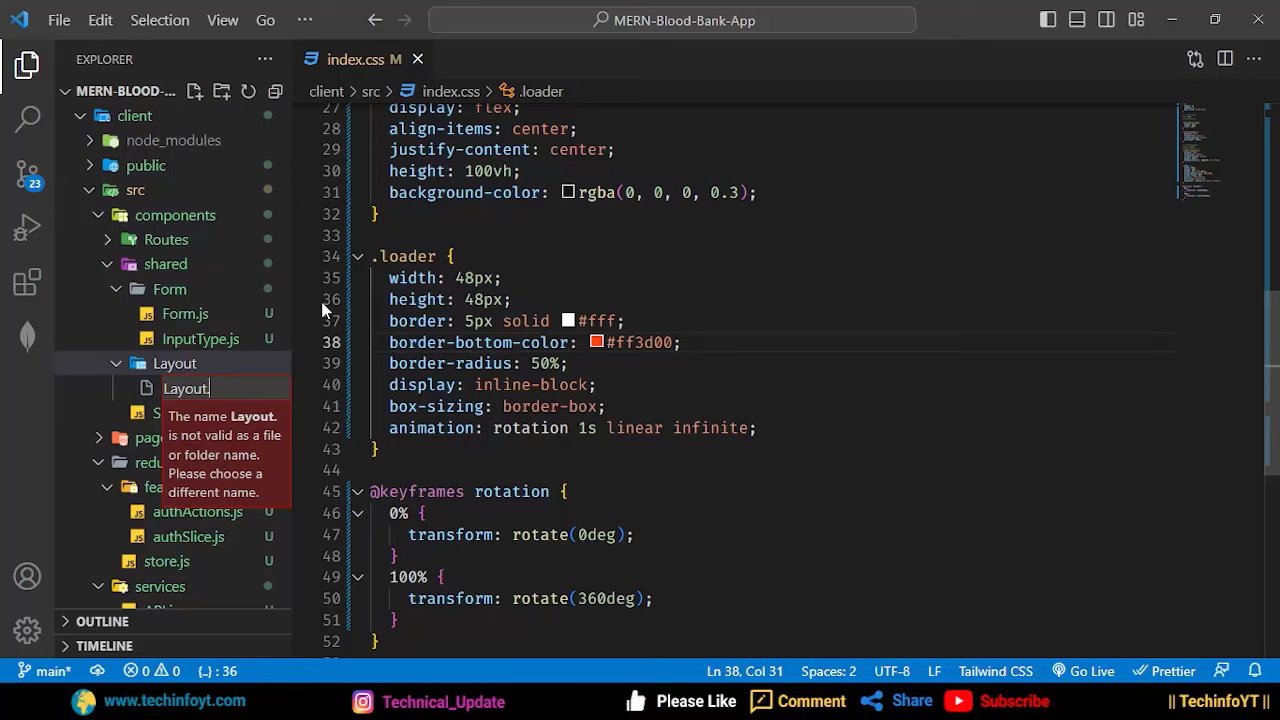 File Edit Selection View Go ··· MERN-Blood-Bank-App
EXPLORER ···
MERN-BLOOD-...
client
node_modules
public
src
components
Routes
shared
Form
Form.js U
InputType.js U
Layout
Layout.
The name Layout.
is not valid as a file
or folder name.
Please choose a
different name.
authActions.js U
authSlice.js U
store.js U
services
OUTLINE
TIMELINE
23
index.css M
client > src > index.css > .loader
27 display: flex;
28 align-items: center;
29 justify-content: center;
30 height: 100vh;
31 background-color: rgba(0, 0, 0, 0.3);
32 }
33
34 .loader {
35 width: 48px;
36 height: 48px;
37 border: 5px solid #fff;
38 border-bottom-color: #ff3d00;
39 border-radius: 50%;
40 display: inline-block;
41 box-sizing: border-box;
42 animation: rotation 1s linear infinite;
43 }
44
45 @keyframes rotation {
46 0% {
47 transform: rotate(0deg);
48 }
49 100% {
50 transform: rotate(360deg);
51 }
52 }
main* 0 0 {..} : 36 Ln 38, Col 31 Spaces: 2 UTF-8 LF Tailwind CSS Go Live Prettier
www.techinfoyt.com Technical_Update Please Like Comment Share Subscribe || TechinfoYT ||